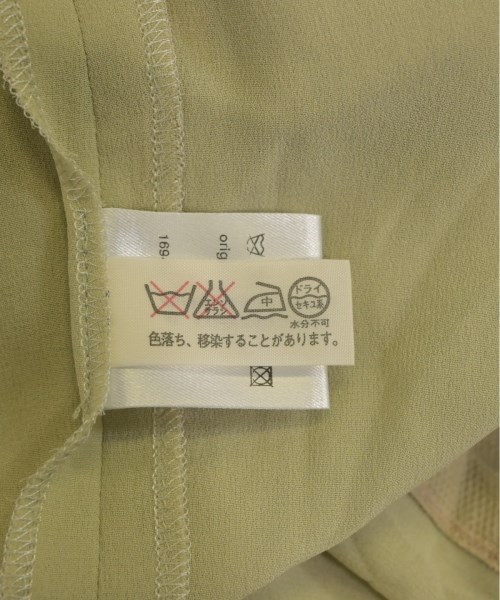 169
orig
エンソ
サラシ
中
ドライ
セキユ系
水分不可
色落ち、移染することがあります。